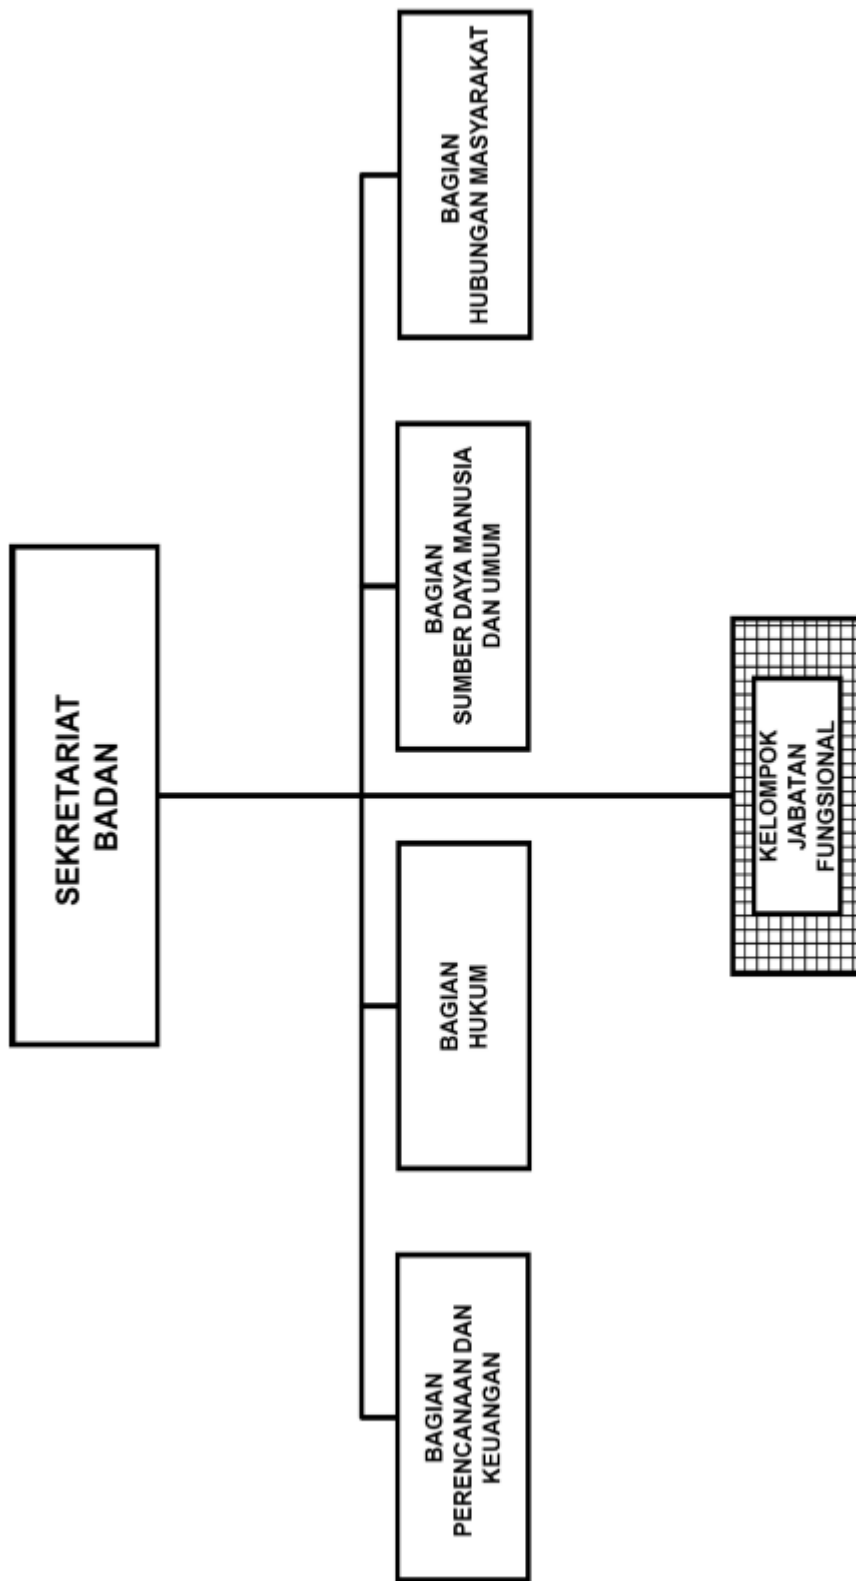 SEKRETARIAT
BADAN
BAGIAN
PERENCANAAN DAN
KEUANGAN
BAGIAN
HUKUM
BAGIAN
SUMBER DAYA MANUSIA
DAN UMUM
BAGIAN
HUBUNGAN MASYARAKAT
KELOMPOK
JABATAN
FUNGSIONAL